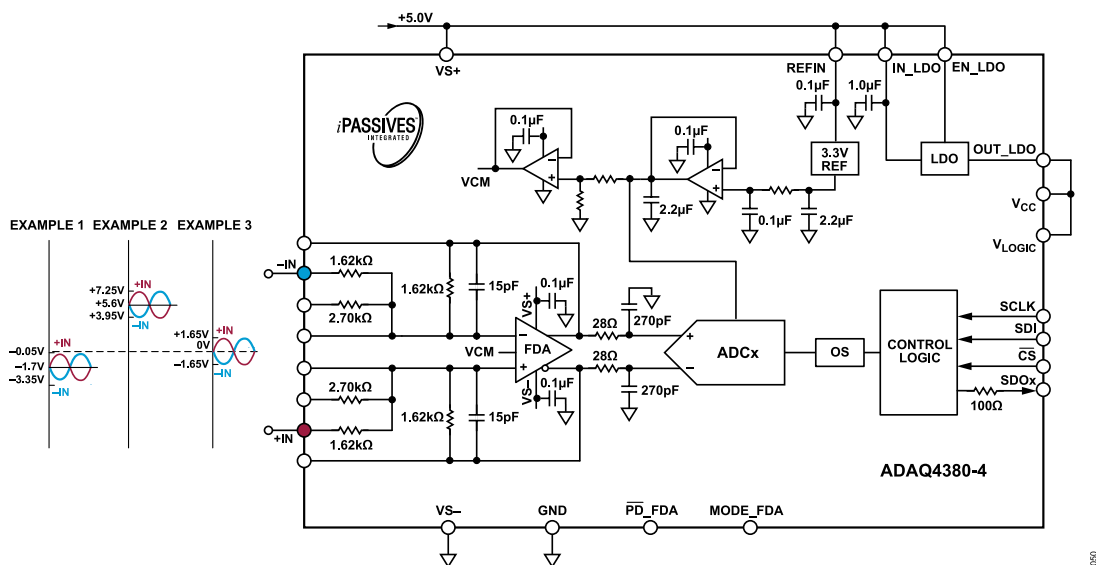 +5.0V
VS+
REFIN
IN_LDO
EN_LDO
0.1µF
1.0µF
iPASSIVES
INTEGRATED
0.1µF
0.1µF
3.3V
REF
LDO
OUT_LDO
VCM
2.2µF
0.1µF
2.2µF
VCC
VLOGIC
EXAMPLE 1
EXAMPLE 2
EXAMPLE 3
+7.25V
+IN
+5.6V
+3.95V
–IN
+1.65V
+IN
0V
–1.65V
–IN
–0.05V
+IN
–1.7V
–3.35V
–IN
–IN
1.62kΩ
2.70kΩ
1.62kΩ
15pF
VS+
0.1µF
28Ω
270pF
VCM
FDA
28Ω
ADCx
OS
CONTROL
LOGIC
SCLK
SDI
CS
SDOx
100Ω
VS–
0.1µF
270pF
2.70kΩ
1.62kΩ
15pF
+IN
1.62kΩ
ADAQ4380-4
VS–
GND
PD_FDA
MODE_FDA
050